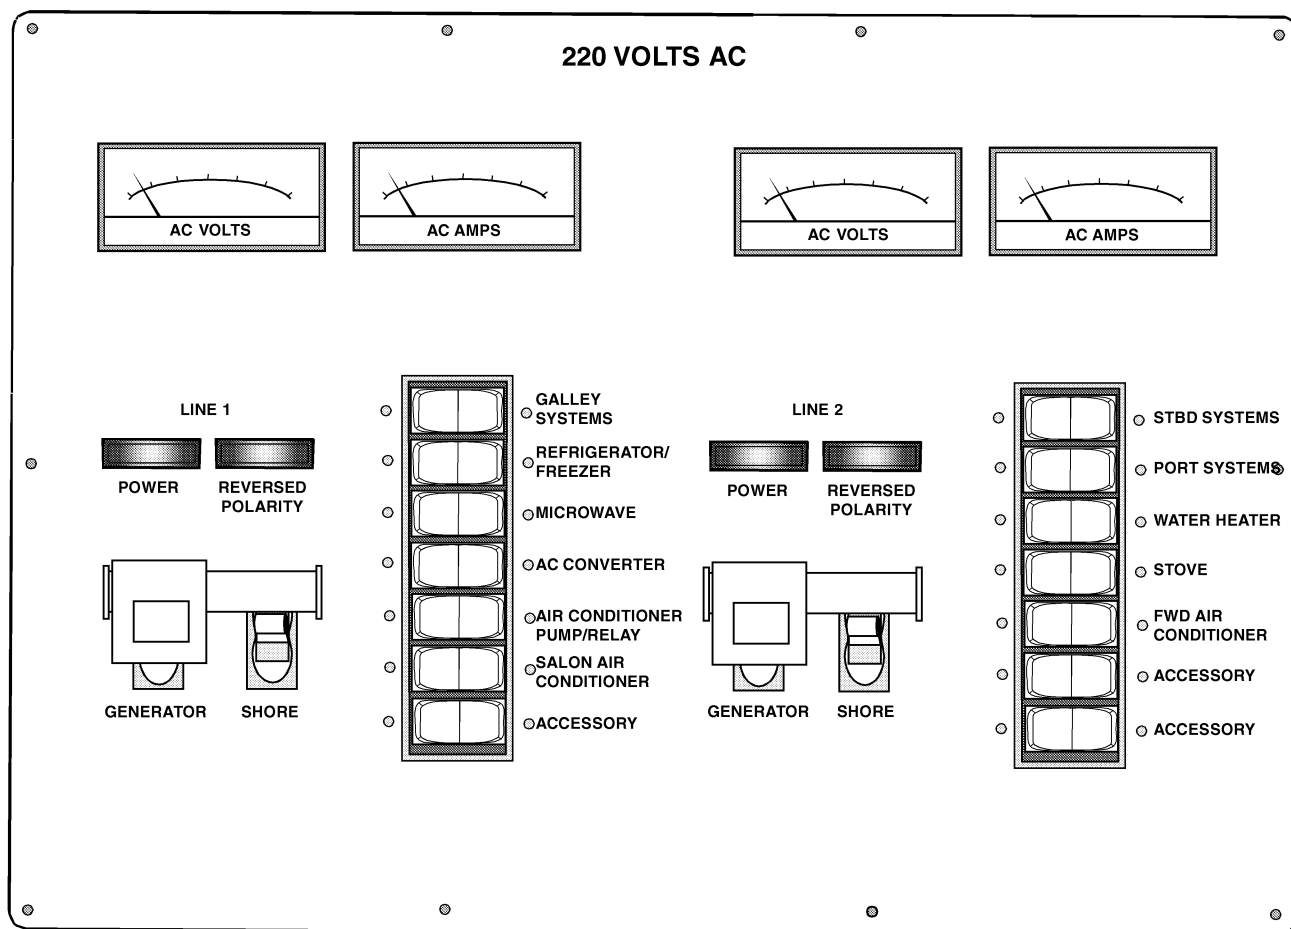 220 VOLTS AC
AC VOLTS
AC AMPS
AC VOLTS
AC AMPS
LINE 1
POWER
REVERSED
POLARITY
GENERATOR
SHORE
GALLEY
SYSTEMS
REFRIGERATOR/
FREEZER
MICROWAVE
AC CONVERTER
AIR CONDITIONER
PUMP/RELAY
SALON AIR
CONDITIONER
ACCESSORY
LINE 2
POWER
REVERSED
POLARITY
GENERATOR
SHORE
STBD SYSTEMS
PORT SYSTEMS
WATER HEATER
STOVE
FWD AIR
CONDITIONER
ACCESSORY
ACCESSORY